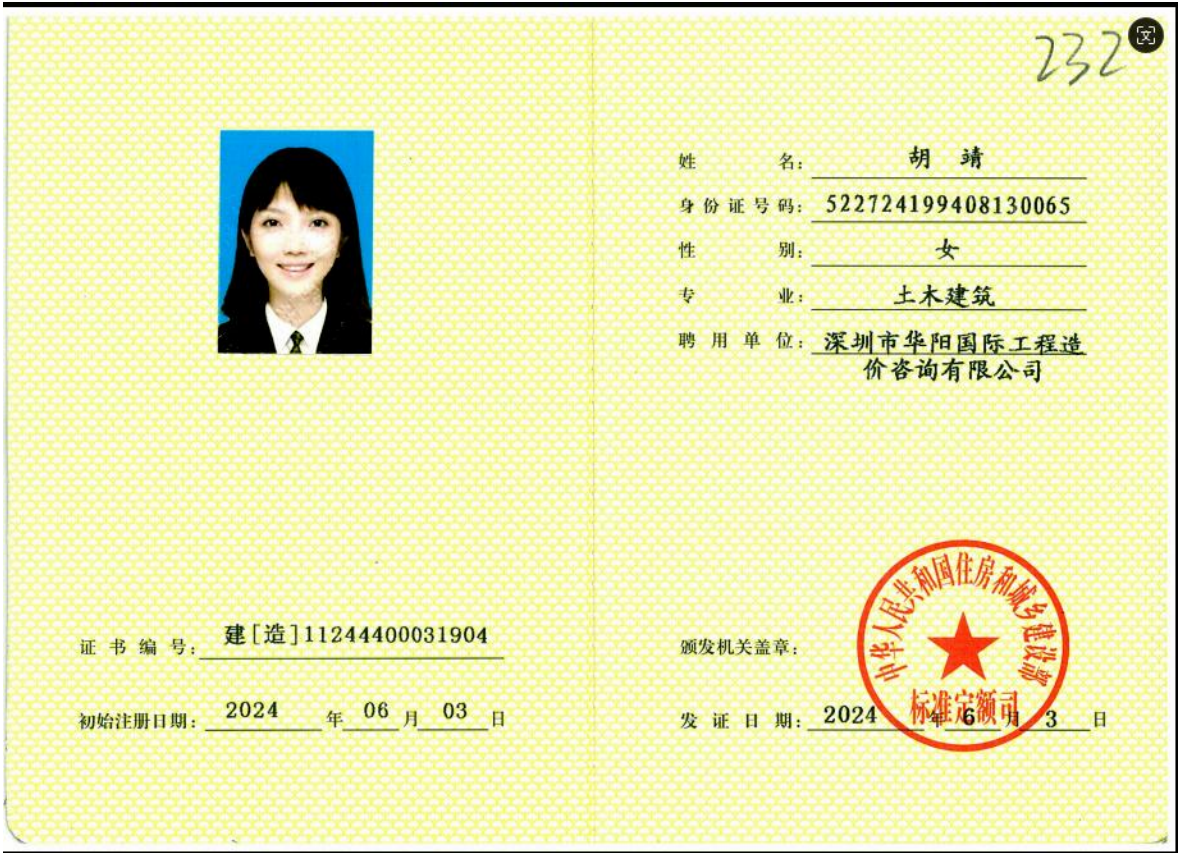 232
姓 名: 胡 靖
身份证号码: 522724199408130065
性 别: 女
专 业: 土木建筑
聘用单位: 深圳市华阳国际工程造
价咨询有限公司
证书编号: 建[造]11244400031904
初始注册日期: 2024 年 06 月 03 日
颁发机关盖章:
中华人民共和国住房和城乡建设部
标准定额司
发证日期: 2024 年 6 月 3 日